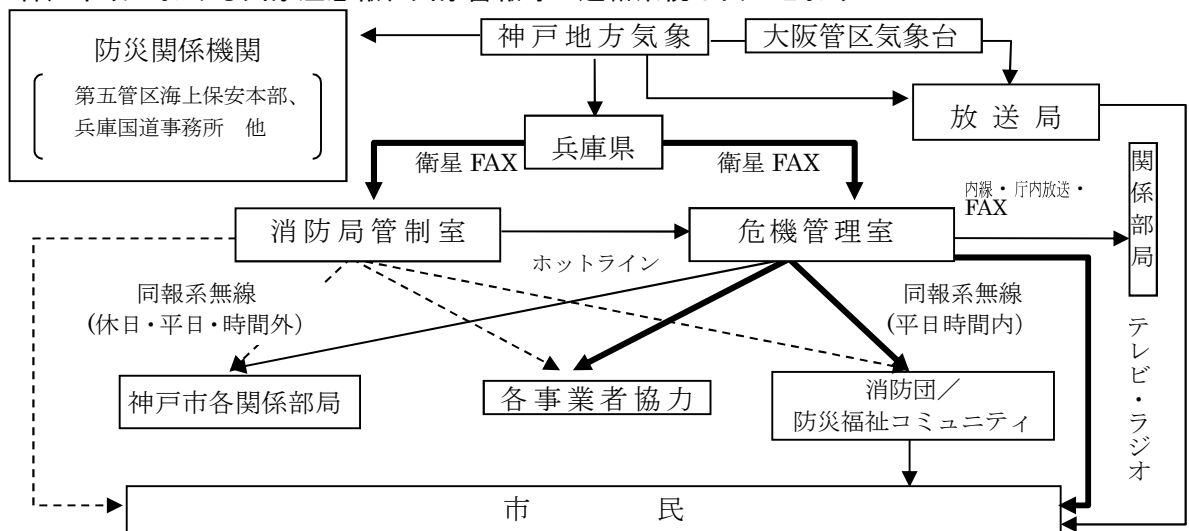 防災関係機関
第五管区海上保安本部、
兵庫国道事務所　他
神戸地方気象
大阪管区気象台
放 送 局
兵庫県
衛星 FAX
衛星 FAX
関係部局
内線・庁内放送・
FAX
消防局管制室
危機管理室
ホットライン
同報系無線
(休日・平日・時間外)
同報系無線
(平日時間内)
テレビ・ラジオ
神戸市各関係部局
各事業者協力
消防団／
防災福祉コミュニティ
市　　　民